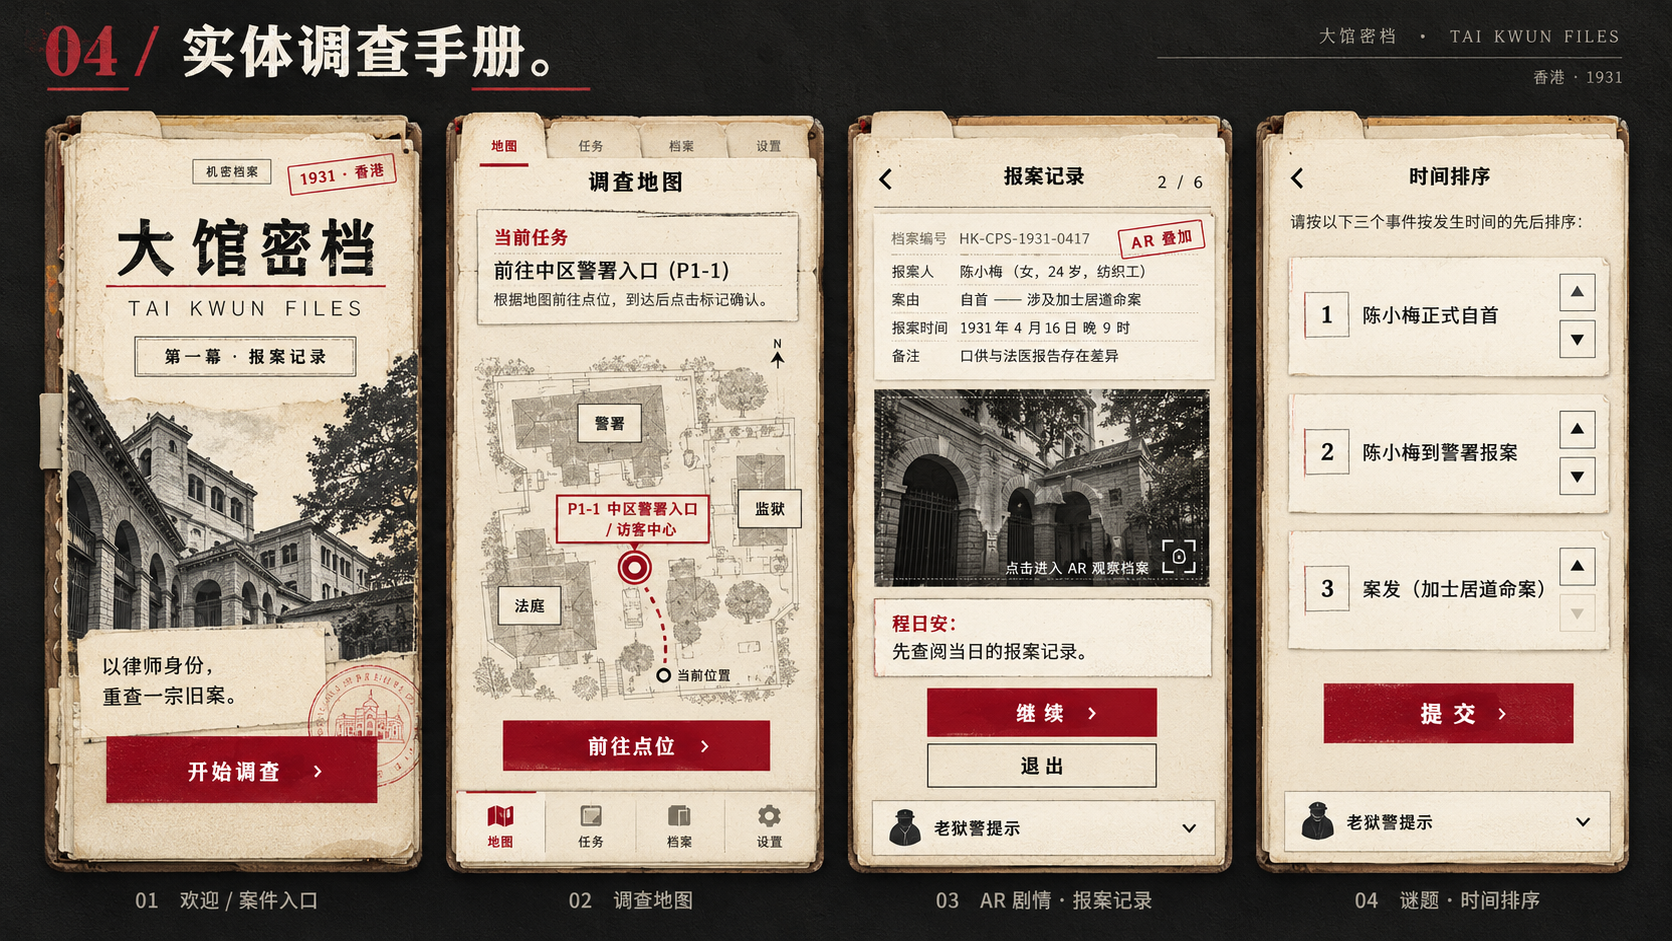 04 / 实体调查手册。
大馆密档 • TAI KWUN FILES
香港 · 1931
机密档案
1931 · 香港
大馆密档
TAI KWUN FILES
第一幕 · 报案记录
以律师身份，
重查一宗旧案。
开始调查 ›
01 欢迎 / 案件入口
地图 任务 档案 设置
调查地图
当前任务
前往中区警署入口 (P1-1)
根据地图前往点位，到达后点击标记确认。
N
警署
监狱
P1-1 中区警署入口
/ 访客中心
法庭
当前位置
前往点位 ›
地图 任务 档案 设置
02 调查地图
报案记录
2 / 6
档案编号 HK-CPS-1931-0417
AR 叠加
报案人 陈小梅（女，24 岁，纺织工）
案由 自首 —— 涉及加士居道命案
报案时间 1931 年 4 月 16 日 晚 9 时
备注 口供与法医报告存在差异
点击进入 AR 观察档案
程日安：
先查阅当日的报案记录。
继续 ›
退出
老狱警提示
03 AR 剧情 · 报案记录
时间排序
请按以下三个事件按发生时间的先后排序：
1 陈小梅正式自首
2 陈小梅到警署报案
3 案发（加士居道命案）
提交 ›
老狱警提示
04 谜题 · 时间排序